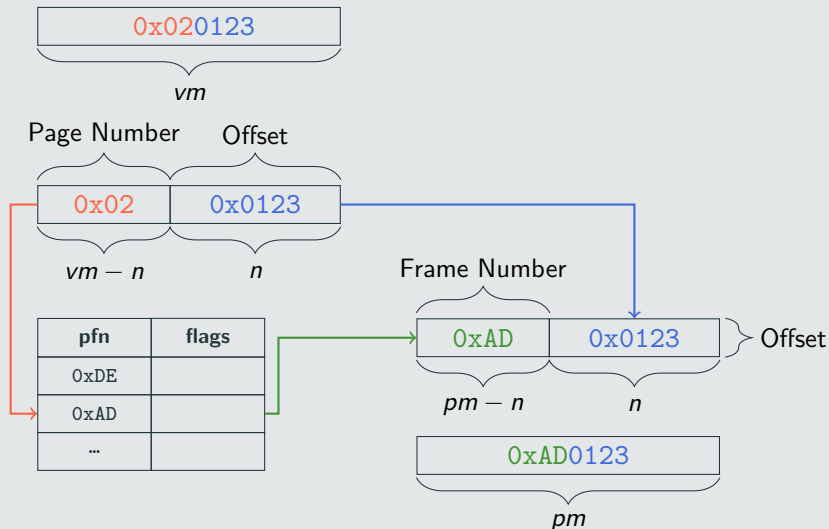 0x020123
vm
Page Number Offset
0x02 0x0123
vm − n n
Frame Number
pfn flags
0xAD 0x0123 Offset
0xDE
0xAD
pm − n n
...
0xAD0123
pm